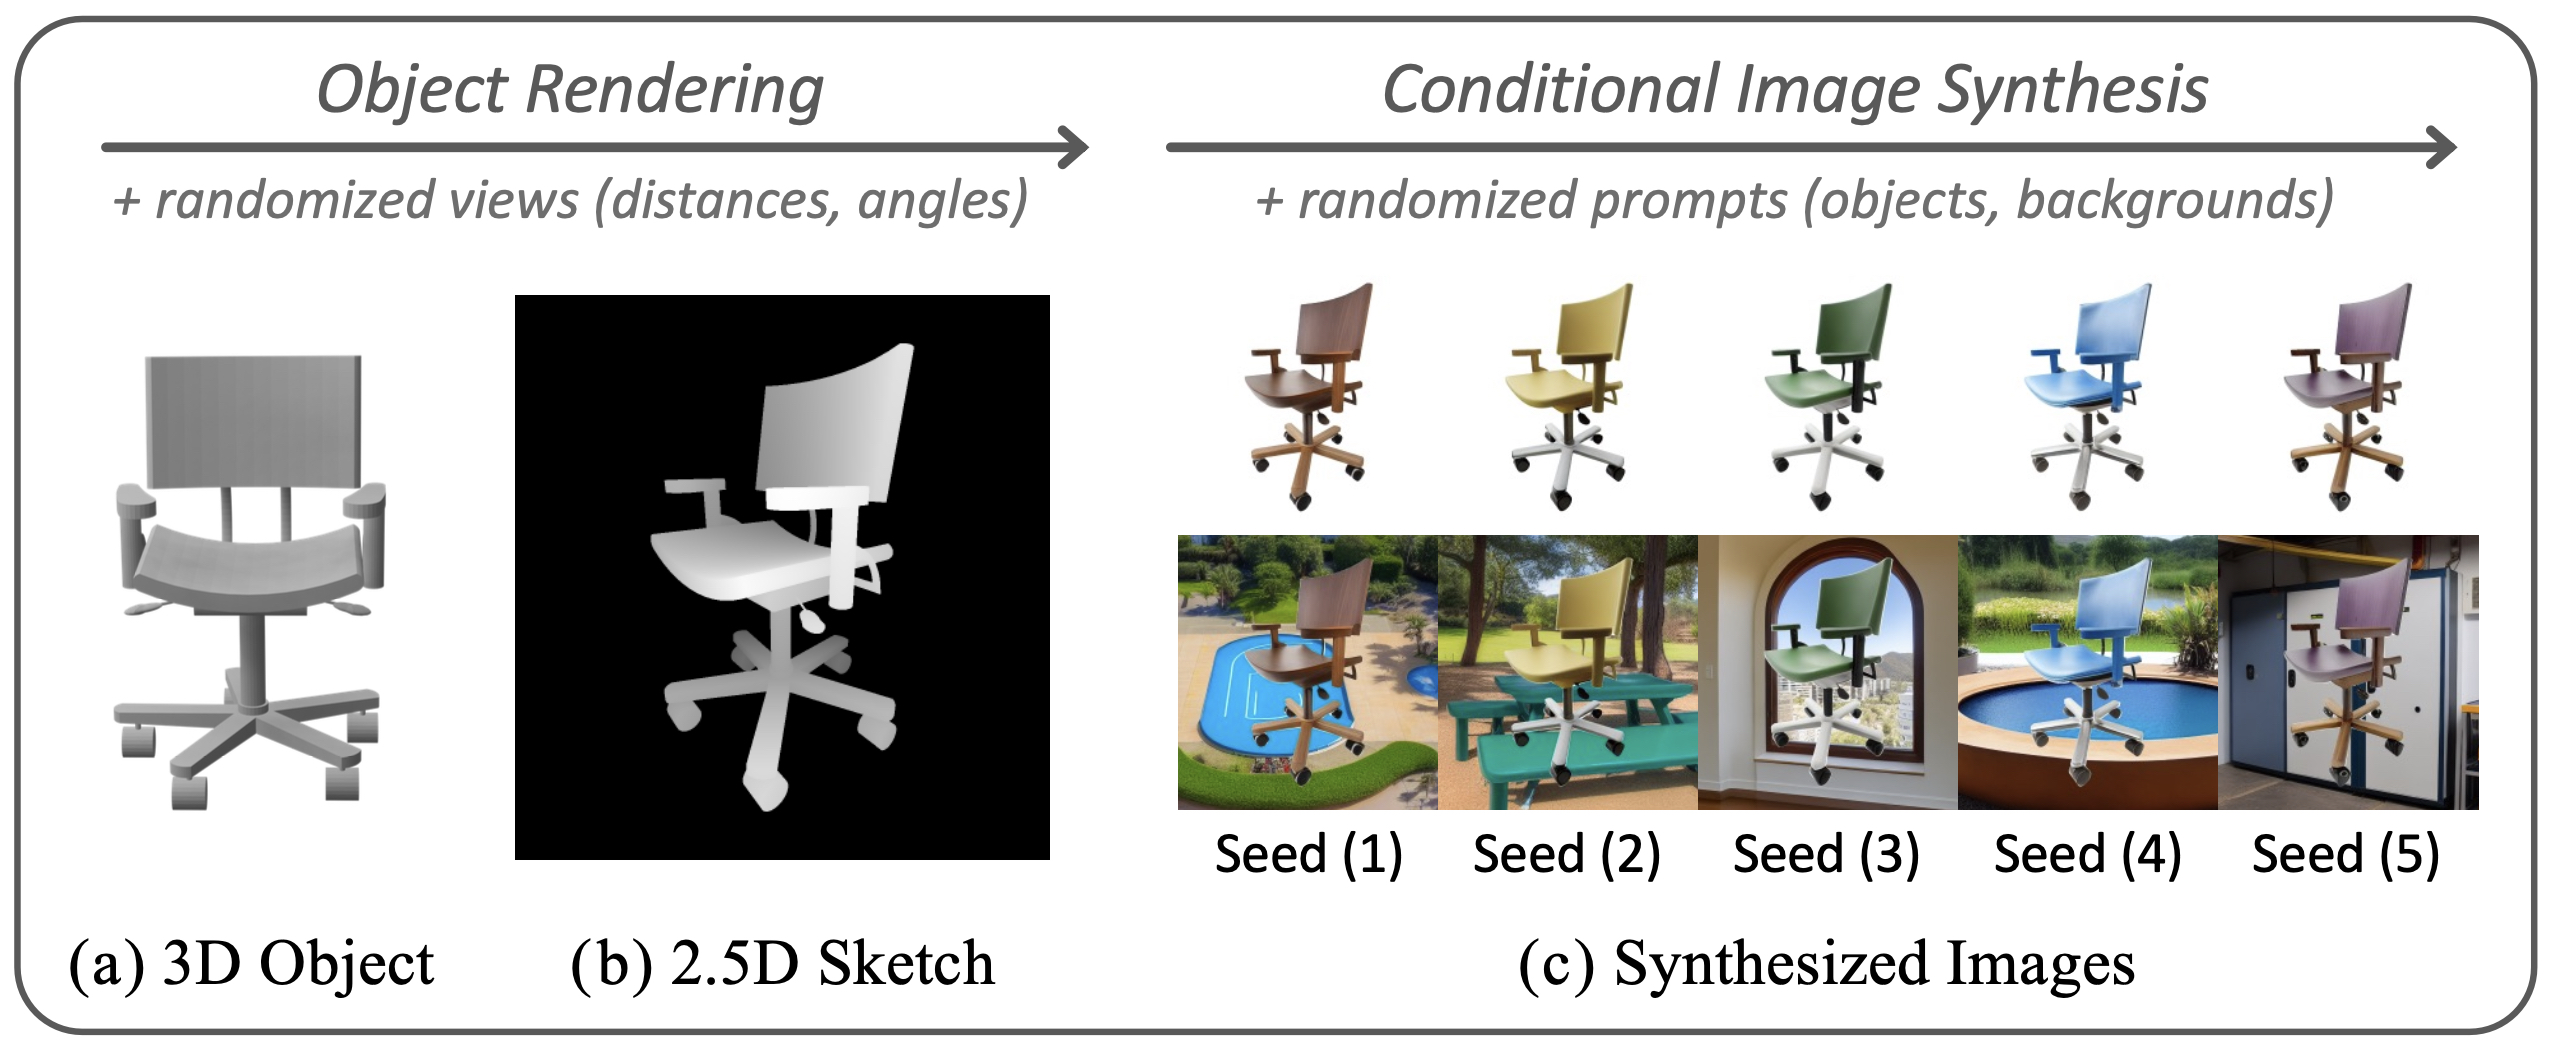 Object Rendering
+ randomized views (distances, angles)
Conditional Image Synthesis
+ randomized prompts (objects, backgrounds)
Seed (1)
Seed (2)
Seed (3)
Seed (4)
Seed (5)
(a) 3D Object
(b) 2.5D Sketch
(c) Synthesized Images